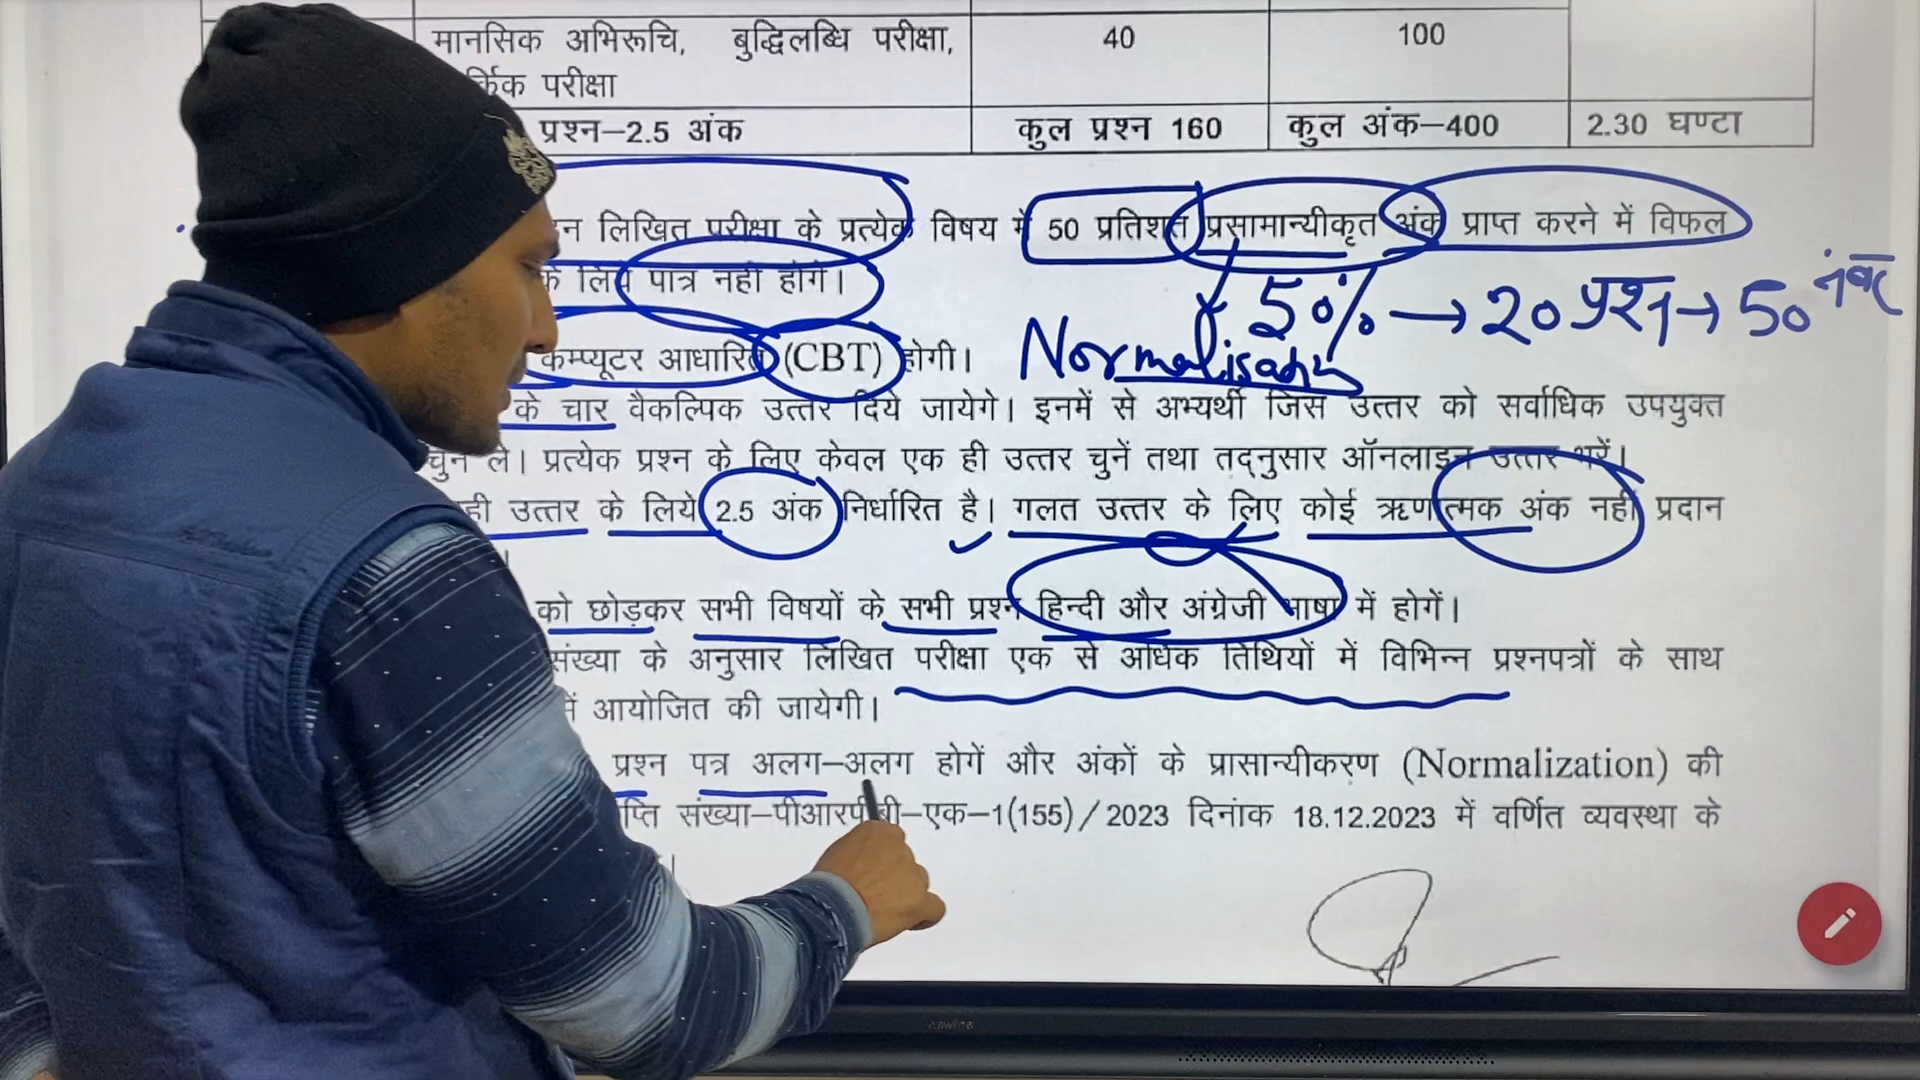 मानसिक अभिरूचि, बुद्धिलब्धि परीक्षा, 40 100
र्किक परीक्षा
प्रश्न–2.5 अंक कुल प्रश्न 160 कुल अंक–400 2.30 घण्टा
न लिखित परीक्षा के प्रत्येक विषय में 50 प्रतिशत प्रसामान्यीकृत अंक प्राप्त करने में विफल
के लिये पात्र नहीं होंगे।
50% → 20 प्रश्न → 50 नंबर
कम्प्यूटर आधारित (CBT) होगी।
के चार वैकल्पिक उत्तर दिये जायेगे। इनमें से अभ्यर्थी जिस उत्तर को सर्वाधिक उपयुक्त
चुन ले। प्रत्येक प्रश्न के लिए केवल एक ही उत्तर चुनें तथा तद्नुसार ऑनलाइन उत्तर भरें।
ही उत्तर के लिये 2.5 अंक निर्धारित है। गलत उत्तर के लिए कोई ऋणात्मक अंक नहीं प्रदान
को छोड़कर सभी विषयों के सभी प्रश्न हिन्दी और अंग्रेजी भाषा में होगें।
संख्या के अनुसार लिखित परीक्षा एक से अधिक तिथियों में विभिन्न प्रश्नपत्रों के साथ
में आयोजित की जायेगी।
प्रश्न पत्र अलग–अलग होगें और अंकों के प्रासान्यीकरण (Normalization) की
प्ति संख्या–पीआरपीबी–एक–1(155)/2023 दिनांक 18.12.2023 में वर्णित व्यवस्था के
newline